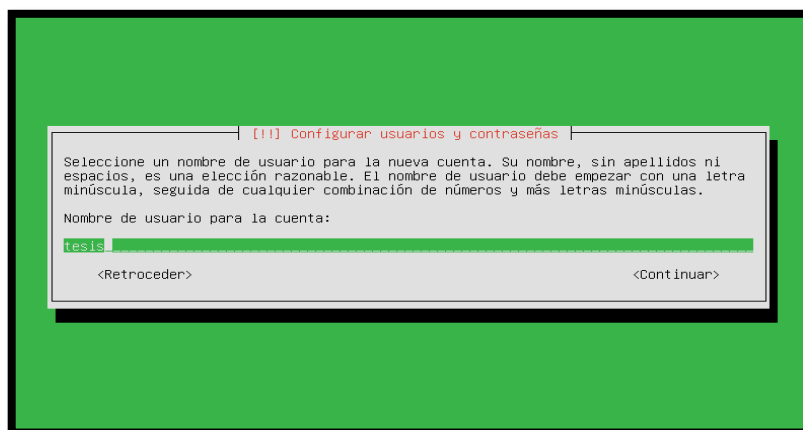 [!!] Configurar usuarios y contraseñas
Seleccione un nombre de usuario para la nueva cuenta. Su nombre, sin apellidos ni
espacios, es una elección razonable. El nombre de usuario debe empezar con una letra
minúscula, seguida de cualquier combinación de números y más letras minúsculas.
Nombre de usuario para la cuenta:
tesis
<Retroceder> <Continuar>